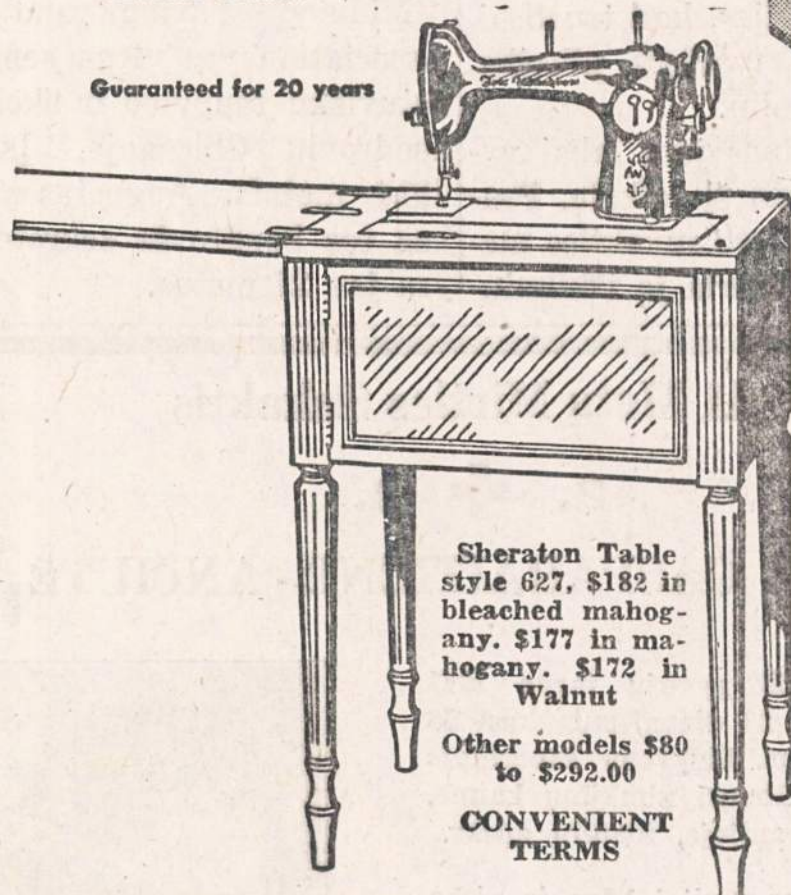 Guaranteed for 20 years
99
Sheraton Table
style 627, $182 in
bleached mahog-
any. $177 in ma-
hogany. $172 in
Walnut
Other models $80
to $292.00
CONVENIENT
TERMS